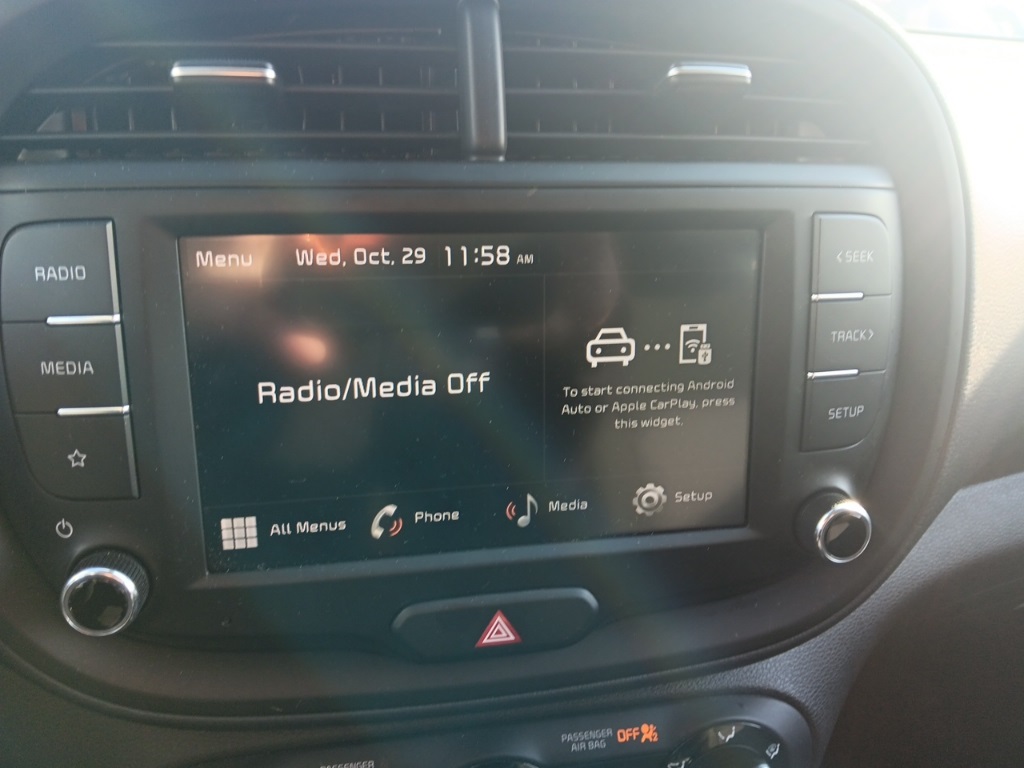 Menu Wed, Oct, 29 11:58 AM
RADIO
MEDIA
Radio/Media Off
To start connecting Android
Auto or Apple CarPlay, press
this widget.
< SEEK
TRACK >
SETUP
All Menus Phone Media Setup
PASSENGER OFF
AIR BAG
PASSENGER